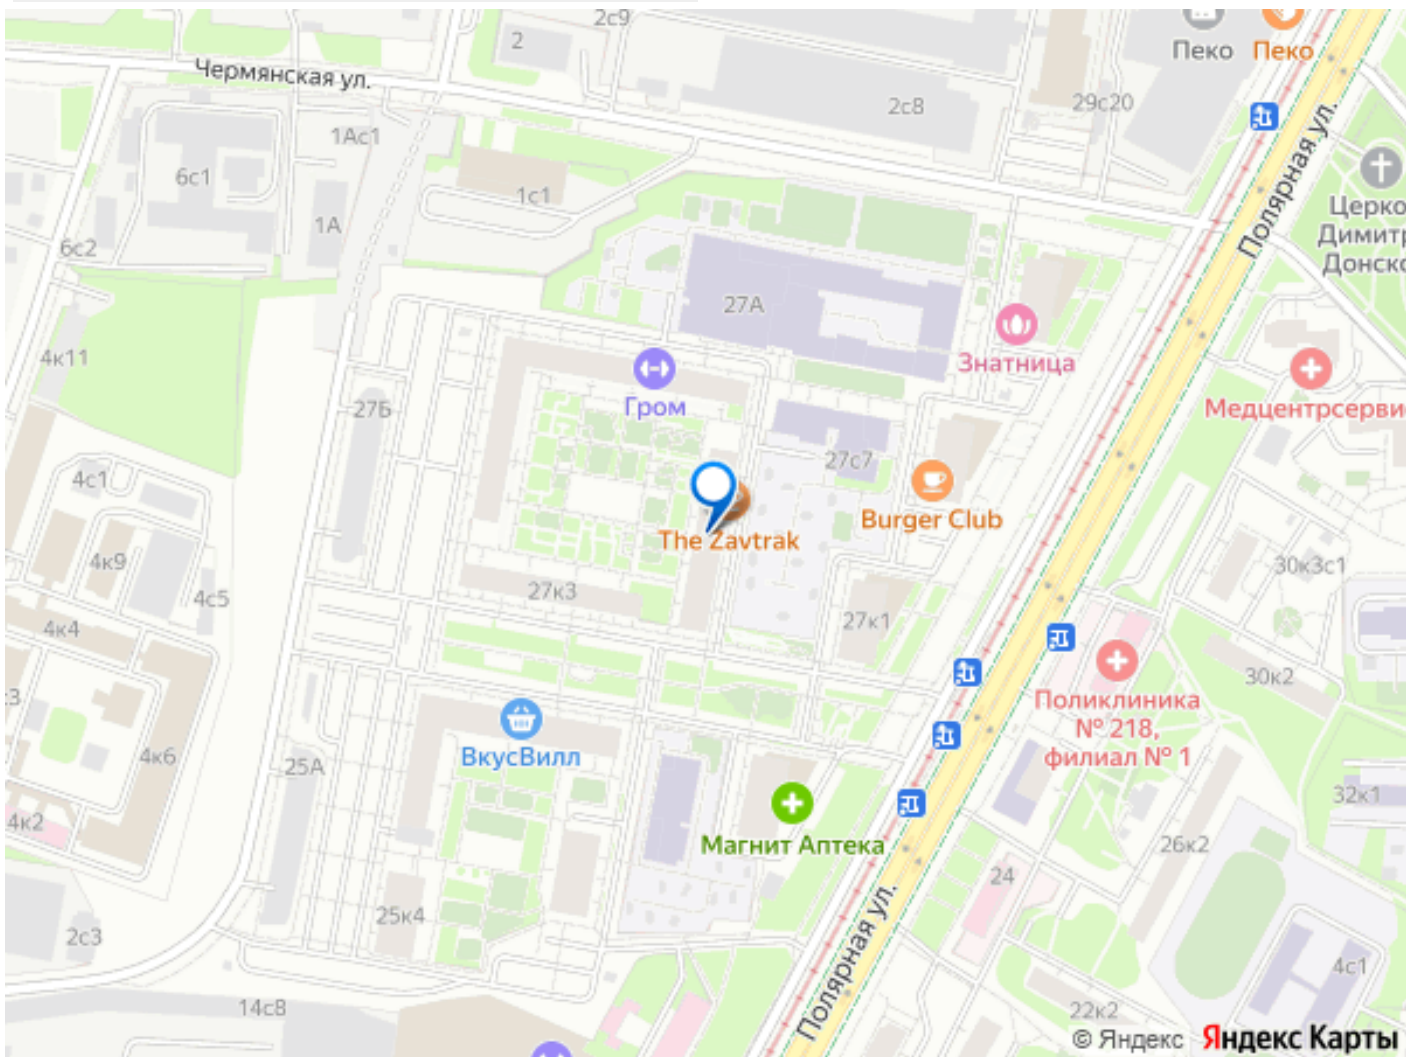 2с9
2
Пеко
Пеко
Чермянская ул.
2с8
29с20
1Ас1
6с1
1с1
Полярная ул.
Церко
Димитр
Донско
1А
6с2
27А
4к11
Знатница
Гром
Медцентрсерви
27Б
27с7
4с1
Burger Club
The Zavtrak
4к9
30к3с1
27к3
4с5
27к1
4к4
30к2
3
Поликлиника
№ 218,
филиал № 1
ВкусВилл
4к6
25А
32к1
4к2
Магнит Аптека
26к2
24
25к4
Полярная ул.
2с3
4с1
14с8
22к2
© Яндекс Яндекс Карты